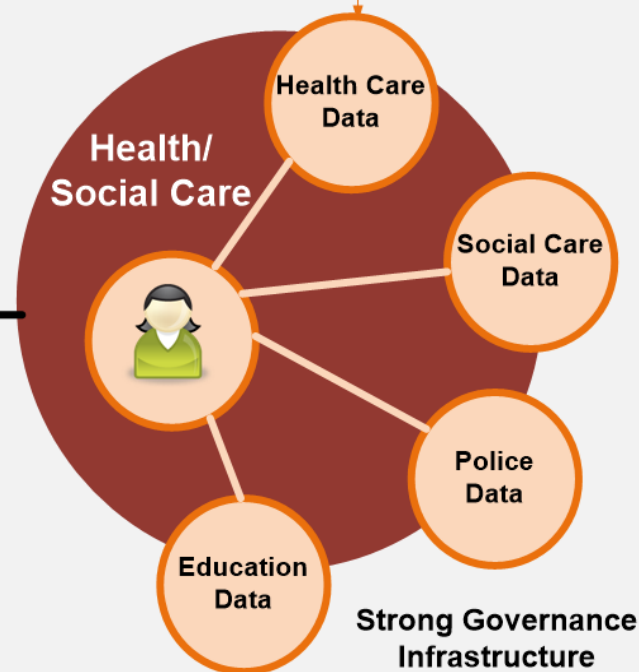 Health Care
Data
Health/
Social Care
Social Care
Data
Police
Data
Education
Data
Strong Governance
Infrastructure